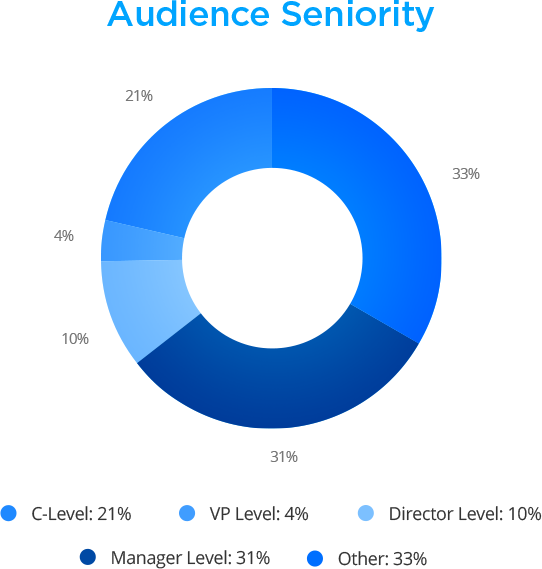 Audience Seniority
21%
33%
4%
10%
31%
C-Level: 21% VP Level: 4% Director Level: 10%
Manager Level: 31% Other: 33%